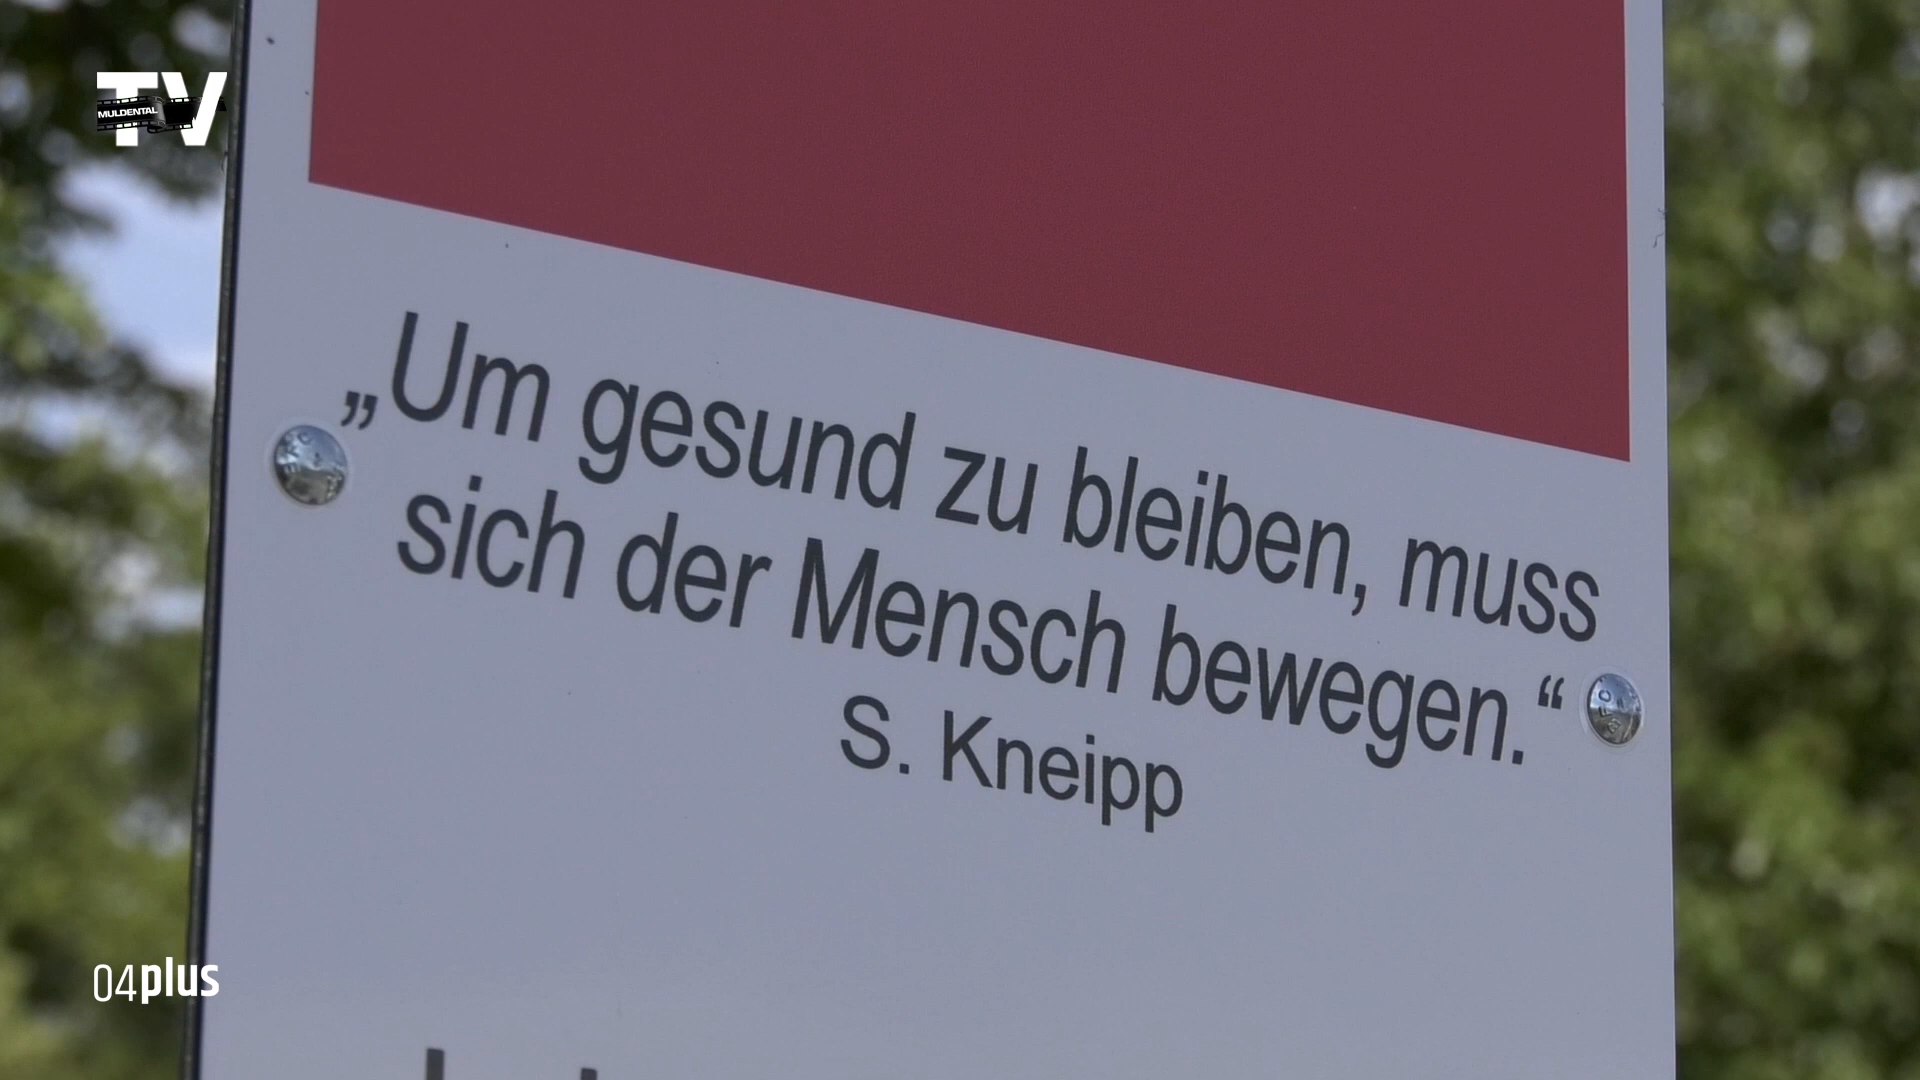 TV
MULDENTAL
„Um gesund zu bleiben, muss
sich der Mensch bewegen.“
S. Kneipp
04plus